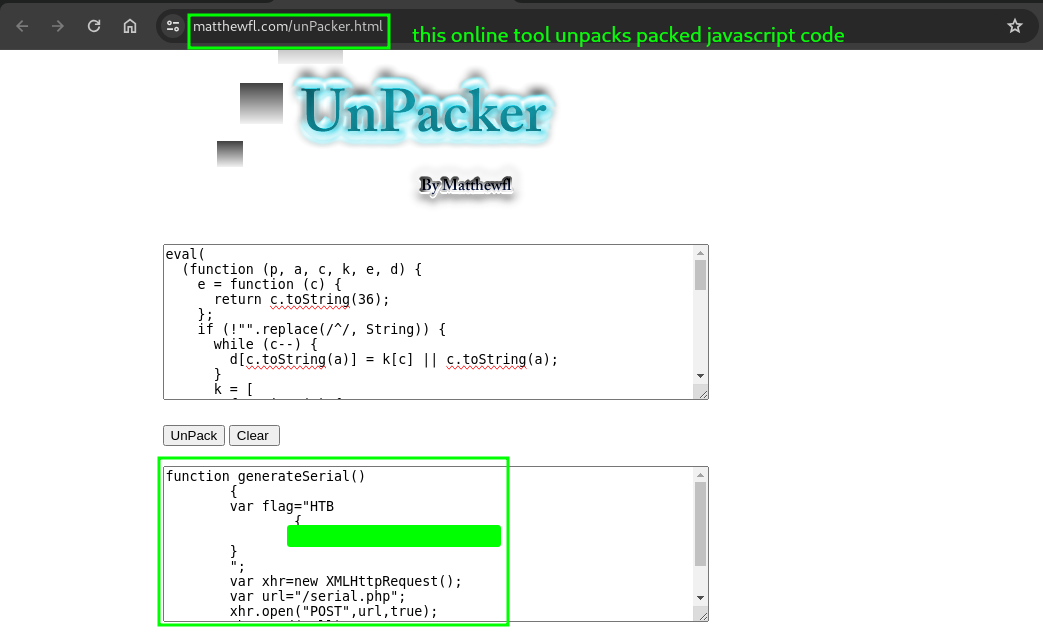 matthewfl.com/unPacker.html
this online tool unpacks packed javascript code
UnPacker
By Matthewfl
eval(
(function (p, a, c, k, e, d) {
e = function (c) {
return c.toString(36);
};
if (!"".replace(/^/, String)) {
while (c--) {
d[c.toString(a)] = k[c] || c.toString(a);
}
k = [
UnPack
Clear
function generateSerial()
{
var flag="HTB
{
}
";
var xhr=new XMLHttpRequest();
var url="/serial.php";
xhr.open("POST",url,true);